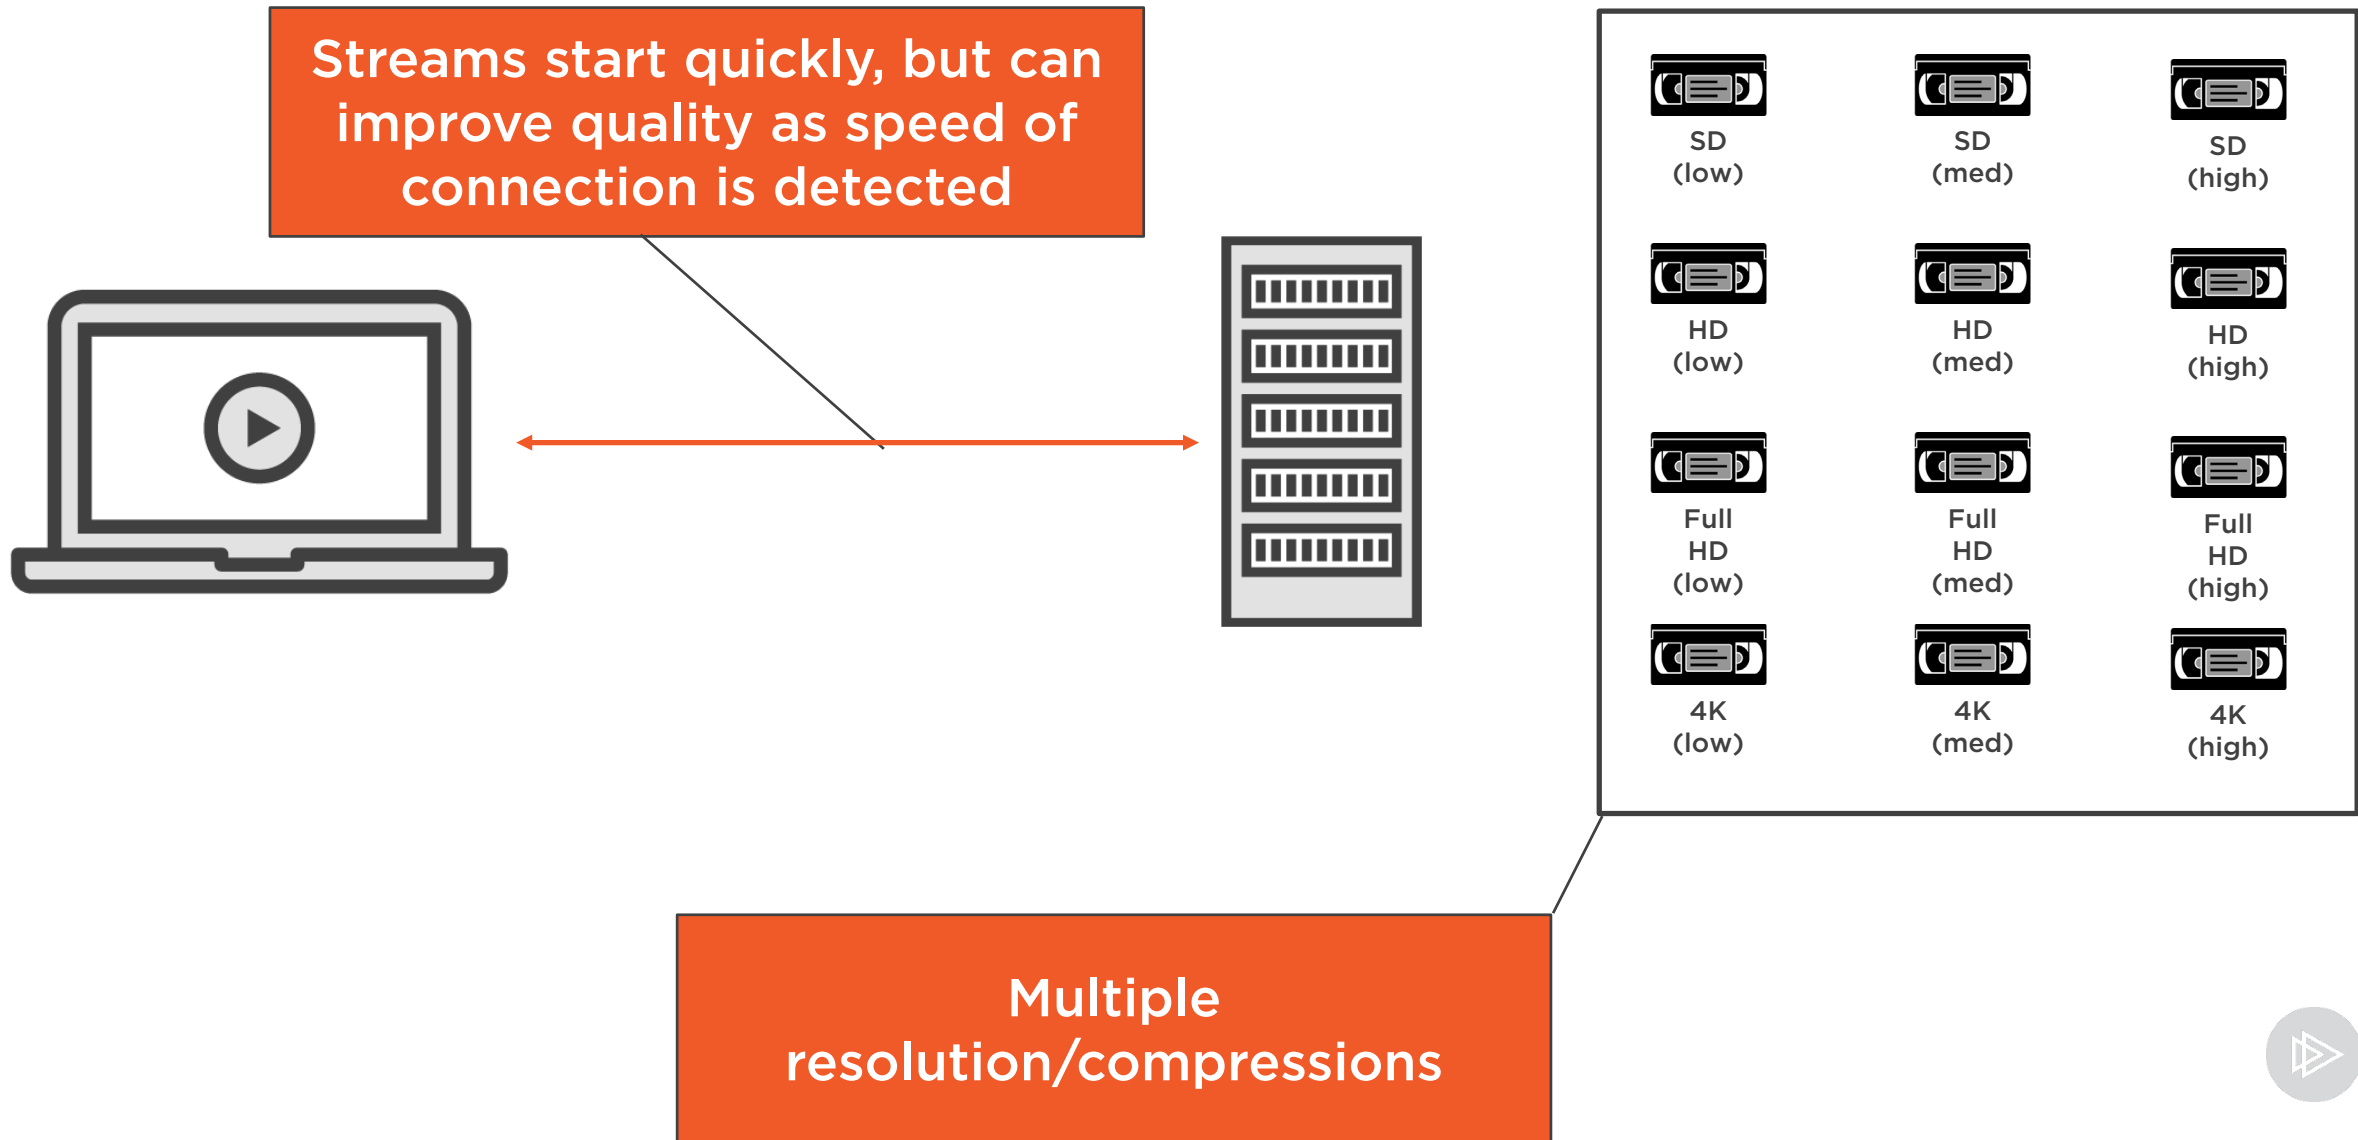 Streams start quickly, but can
improve quality as speed of
connection is detected
SD
(low)
SD
(med)
SD
(high)
HD
(low)
HD
(med)
HD
(high)
Full
HD
(low)
Full
HD
(med)
Full
HD
(high)
4K
(low)
4K
(med)
4K
(high)
Multiple
resolution/compressions